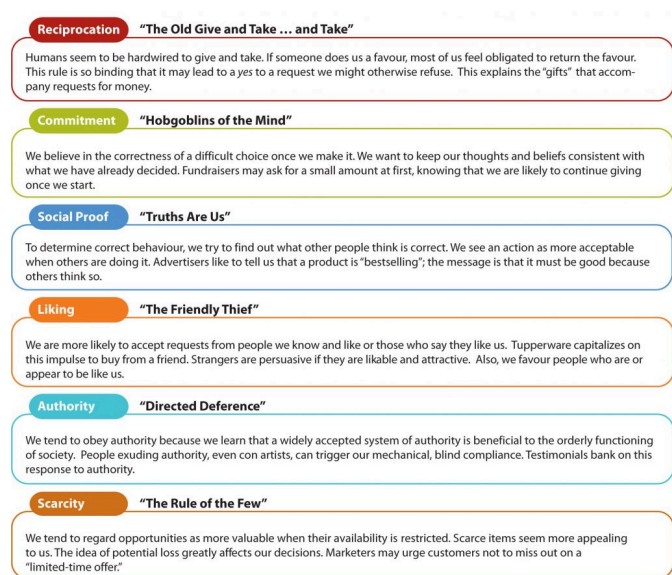 Reciprocation “The Old Give and Take … and Take”
Humans seem to be hardwired to give and take. If someone does us a favour, most of us feel obligated to return the favour.
This rule is so binding that it may lead to a yes to a request we might otherwise refuse. This explains the “gifts” that accom-
pany requests for money.
Commitment “Hobgoblins of the Mind”
We believe in the correctness of a difficult choice once we make it. We want to keep our thoughts and beliefs consistent with
what we have already decided. Fundraisers may ask for a small amount at first, knowing that we are likely to continue giving
once we start.
Social Proof “Truths Are Us”
To determine correct behaviour, we try to find out what other people think is correct. We see an action as more acceptable
when others are doing it. Advertisers like to tell us that a product is “bestselling”; the message is that it must be good because
others think so.
Liking “The Friendly Thief”
We are more likely to accept requests from people we know and like or those who say they like us. Tupperware capitalizes on
this impulse to buy from a friend. Strangers are persuasive if they are likable and attractive. Also, we favour people who are or
appear to be like us.
Authority “Directed Deference”
We tend to obey authority because we learn that a widely accepted system of authority is beneficial to the orderly functioning
of society. People exuding authority, even con artists, can trigger our mechanical, blind compliance. Testimonials bank on this
response to authority.
Scarcity “The Rule of the Few”
We tend to regard opportunities as more valuable when their availability is restricted. Scarce items seem more appealing
to us. The idea of potential loss greatly affects our decisions. Marketers may urge customers not to miss out on a
“limited-time offer.”